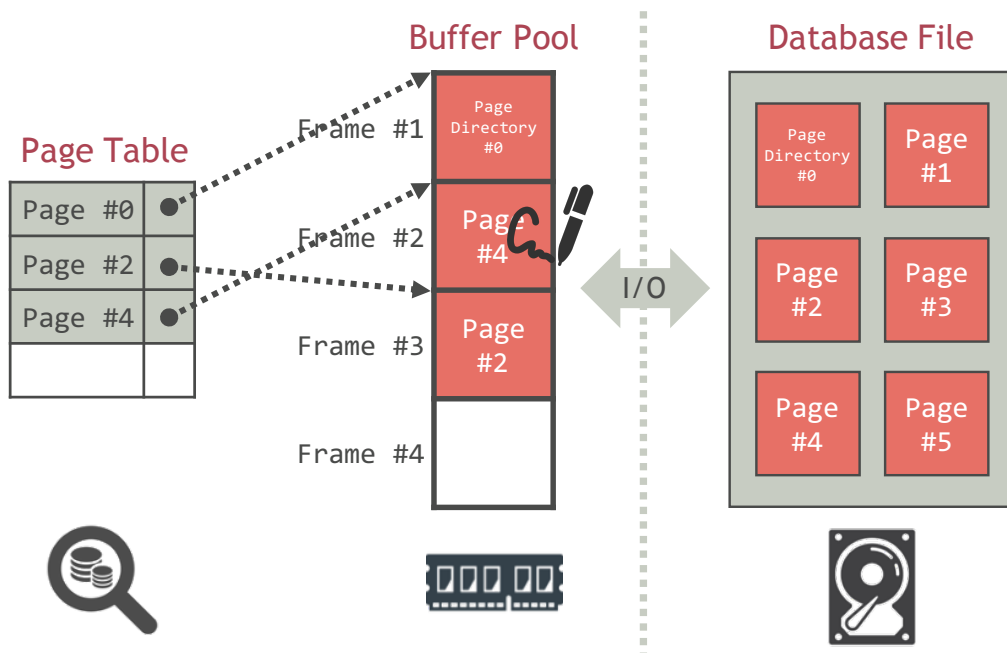 Page Table
Page #0
Page #2
Page #4
Buffer Pool
Frame #1
Page
Directory
#0
Frame #2
Page
#4
Frame #3
Page
#2
Frame #4
I/O
Database File
Page
Directory
#0
Page
#1
Page
#2
Page
#3
Page
#4
Page
#5